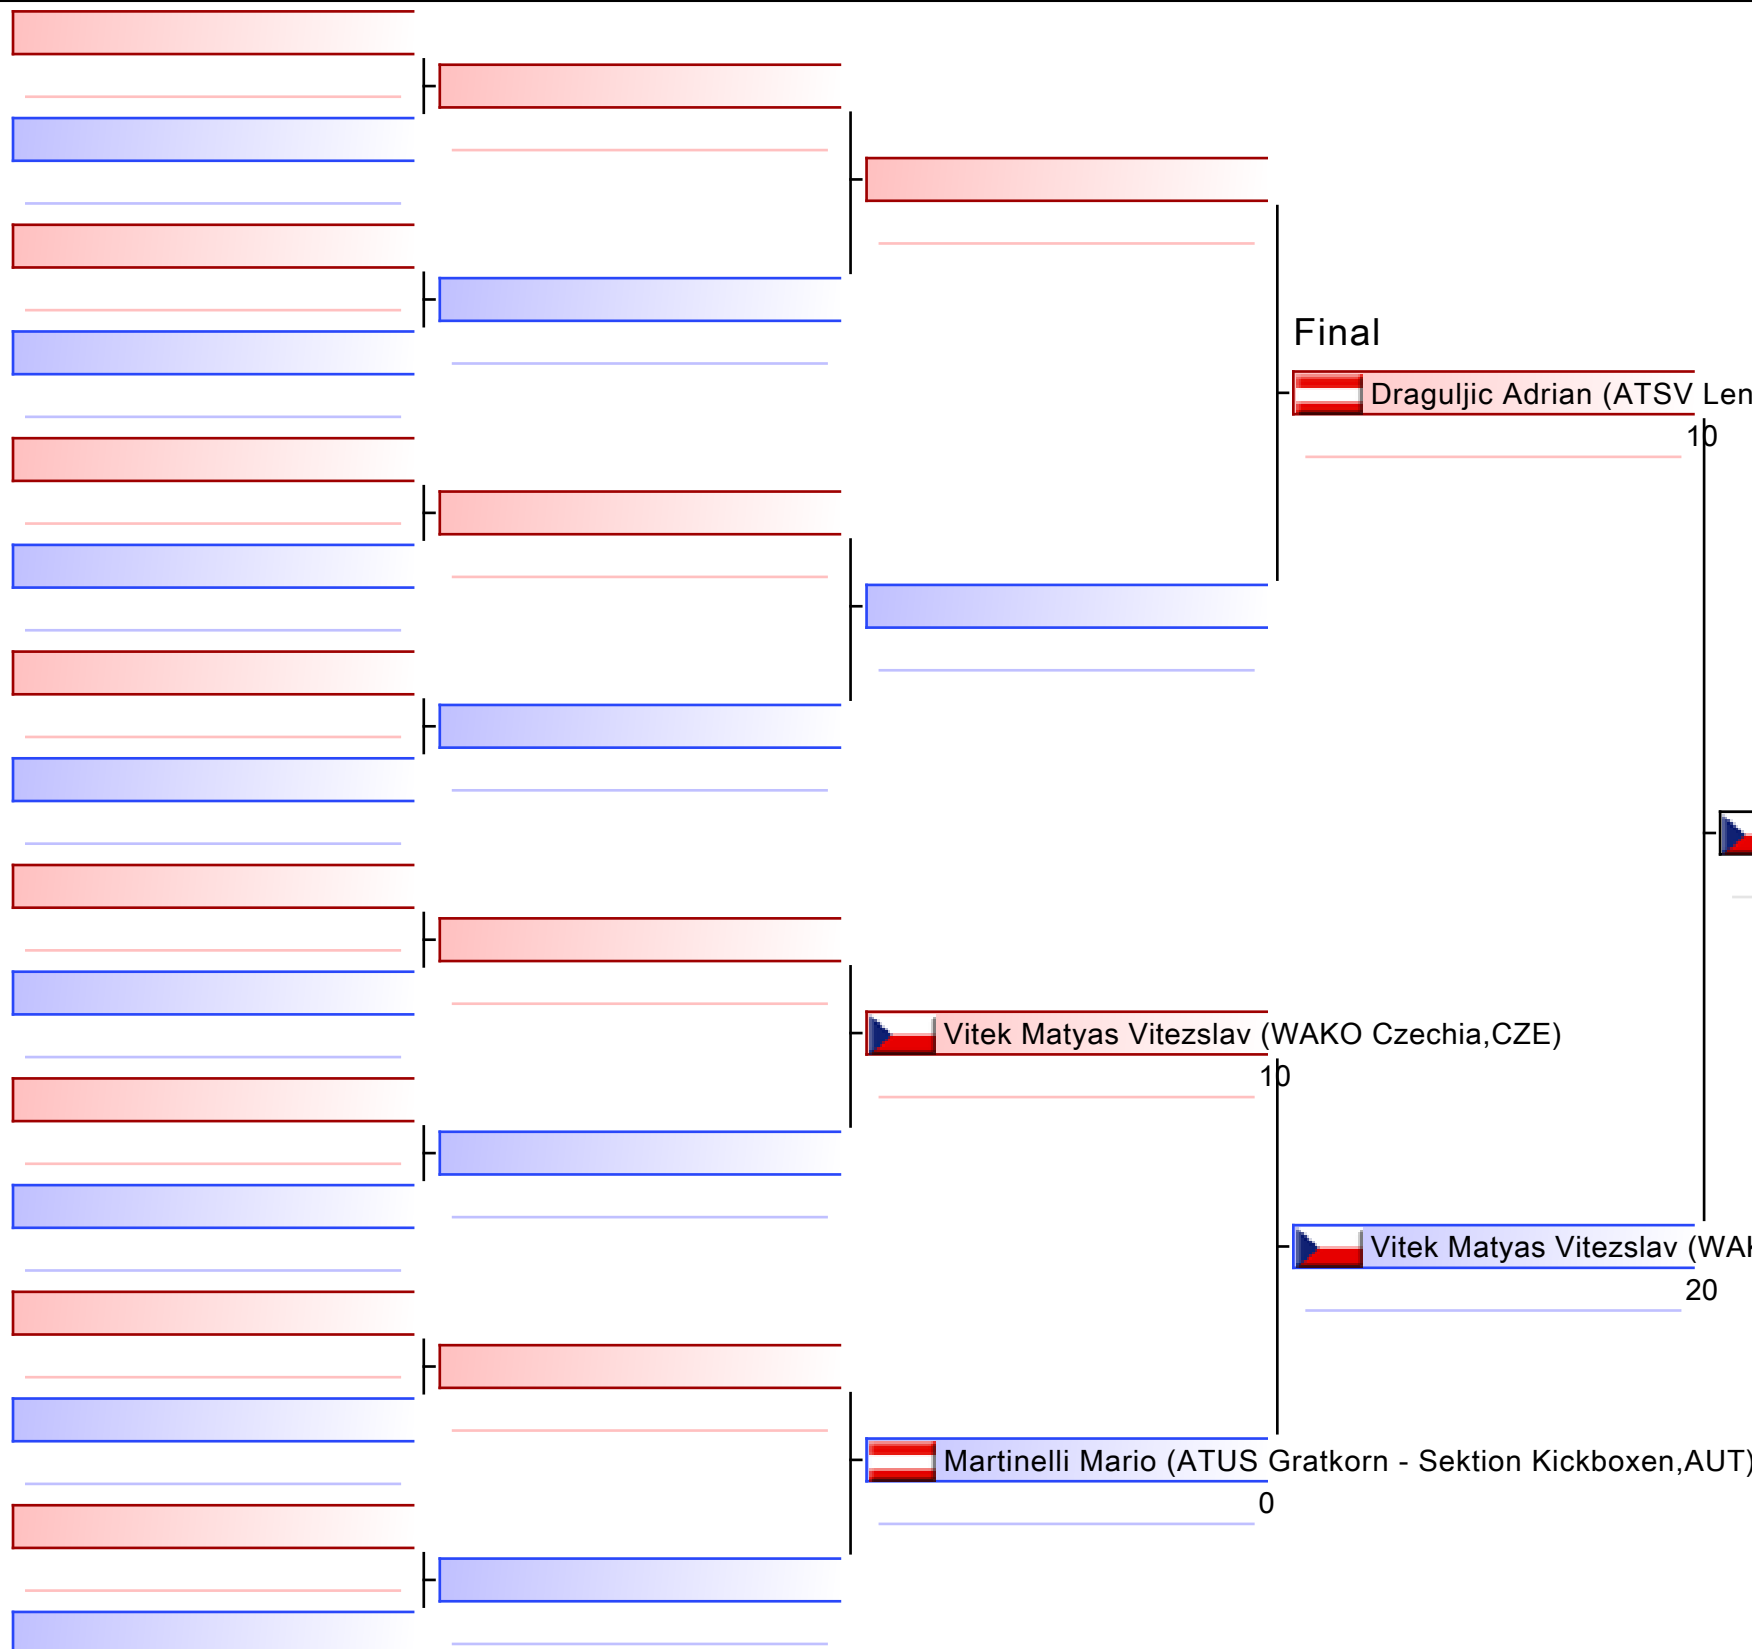 Final
Draguljic Adrian (ATSV Len
10
Vitek Matyas Vitezslav (WAKO Czechia,CZE)
10
Vitek Matyas Vitezslav (WAK
20
Martinelli Mario (ATUS Gratkorn - Sektion Kickboxen,AUT)
0